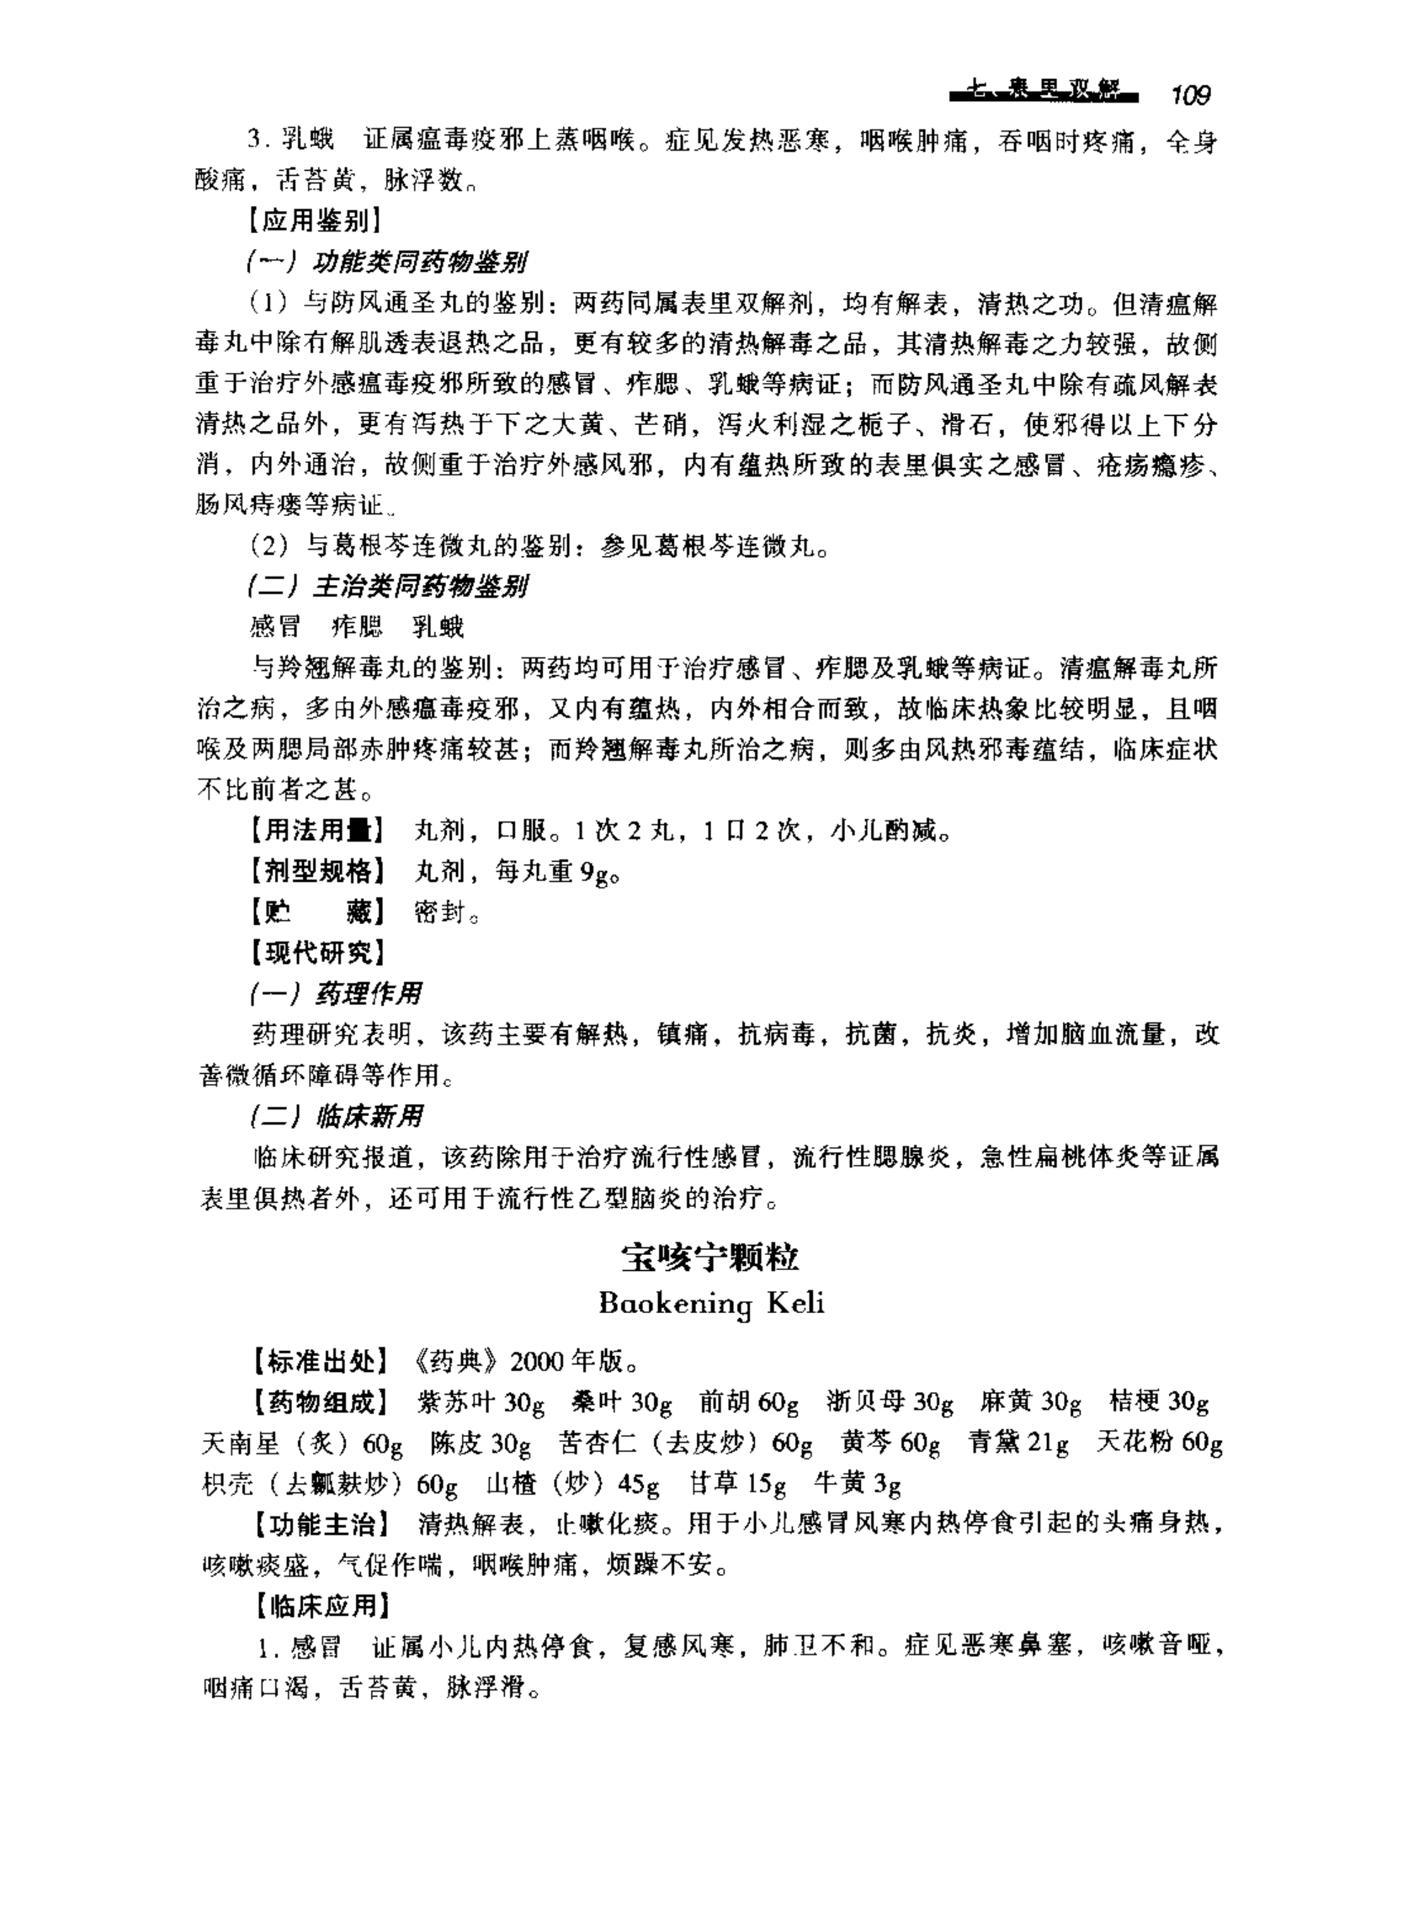 七、表里双解 109
3. 乳蛾 证属瘟毒疫邪上蒸咽喉。症见发热恶寒，咽喉肿痛，吞咽时疼痛，全身
酸痛，舌苔黄，脉浮数。
【应用鉴别】
（一）功能类同药物鉴别
（1）与防风通圣丸的鉴别：两药同属表里双解剂，均有解表，清热之功。但清瘟解
毒丸中除有解肌透表退热之品，更有较多的清热解毒之品，其清热解毒之力较强，故侧
重于治疗外感瘟毒疫邪所致的感冒、痄腮、乳蛾等病证；而防风通圣丸中除有疏风解表
清热之品外，更有泻热于下之大黄、芒硝，泻火利湿之栀子、滑石，使邪得以上下分
消，内外通治，故侧重于治疗外感风邪，内有蕴热所致的表里俱实之感冒、疮疡瘾疹、
肠风痔瘘等病证。
（2）与葛根芩连微丸的鉴别：参见葛根芩连微丸。
（二）主治类同药物鉴别
感冒 痄腮 乳蛾
与羚翘解毒丸的鉴别：两药均可用于治疗感冒、痄腮及乳蛾等病证。清瘟解毒丸所
治之病，多由外感瘟毒疫邪，又内有蕴热，内外相合而致，故临床热象比较明显，且咽
喉及两腮局部赤肿疼痛较甚；而羚翘解毒丸所治之病，则多由风热邪毒蕴结，临床症状
不比前者之甚。
【用法用量】 丸剂，口服。1次2丸，1日2次，小儿酌减。
【剂型规格】 丸剂，每丸重9g。
【贮 藏】 密封。
【现代研究】
（一）药理作用
药理研究表明，该药主要有解热，镇痛，抗病毒，抗菌，抗炎，增加脑血流量，改
善微循环障碍等作用。
（二）临床新用
临床研究报道，该药除用于治疗流行性感冒，流行性腮腺炎，急性扁桃体炎等证属
表里俱热者外，还可用于流行性乙型脑炎的治疗。
宝咳宁颗粒
Baokening Keli
【标准出处】《药典》2000年版。
【药物组成】 紫苏叶30g 桑叶30g 前胡60g 浙贝母30g 麻黄30g 桔梗30g
天南星（炙）60g 陈皮30g 苦杏仁（去皮炒）60g 黄芩60g 青黛21g 天花粉60g
枳壳（去瓤麸炒）60g 山楂（炒）45g 甘草15g 牛黄3g
【功能主治】 清热解表，止嗽化痰。用于小儿感冒风寒内热停食引起的头痛身热，
咳嗽痰盛，气促作喘，咽喉肿痛，烦躁不安。
【临床应用】
1. 感冒 证属小儿内热停食，复感风寒，肺卫不和。症见恶寒鼻塞，咳嗽音哑，
咽痛口渴，舌苔黄，脉浮滑。